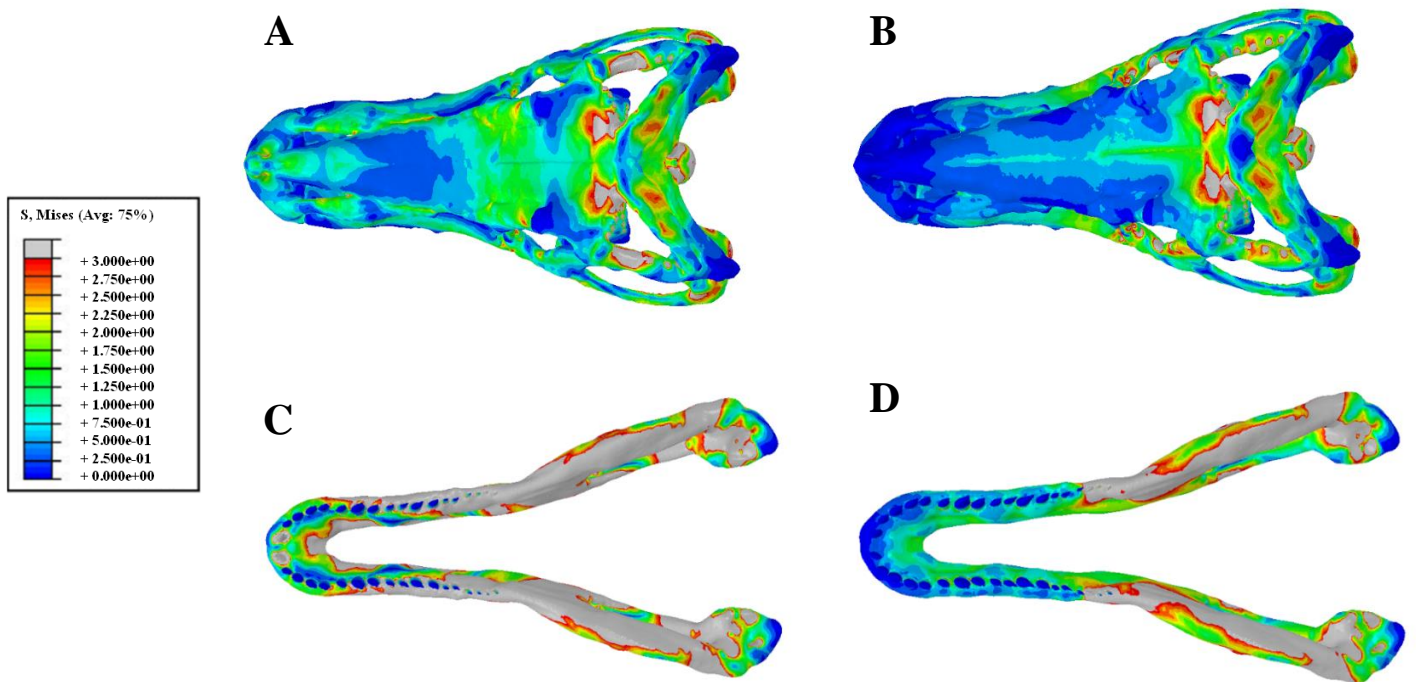 A
B
S, Mises (Avg: 75%)
+ 3.000e+00
+ 2.750e+00
+ 2.500e+00
+ 2.250e+00
+ 2.000e+00
+ 1.750e+00
+ 1.500e+00
+ 1.250e+00
+ 1.000e+00
+ 7.500e-01
+ 5.000e-01
+ 2.500e-01
+ 0.000e+00
C
D